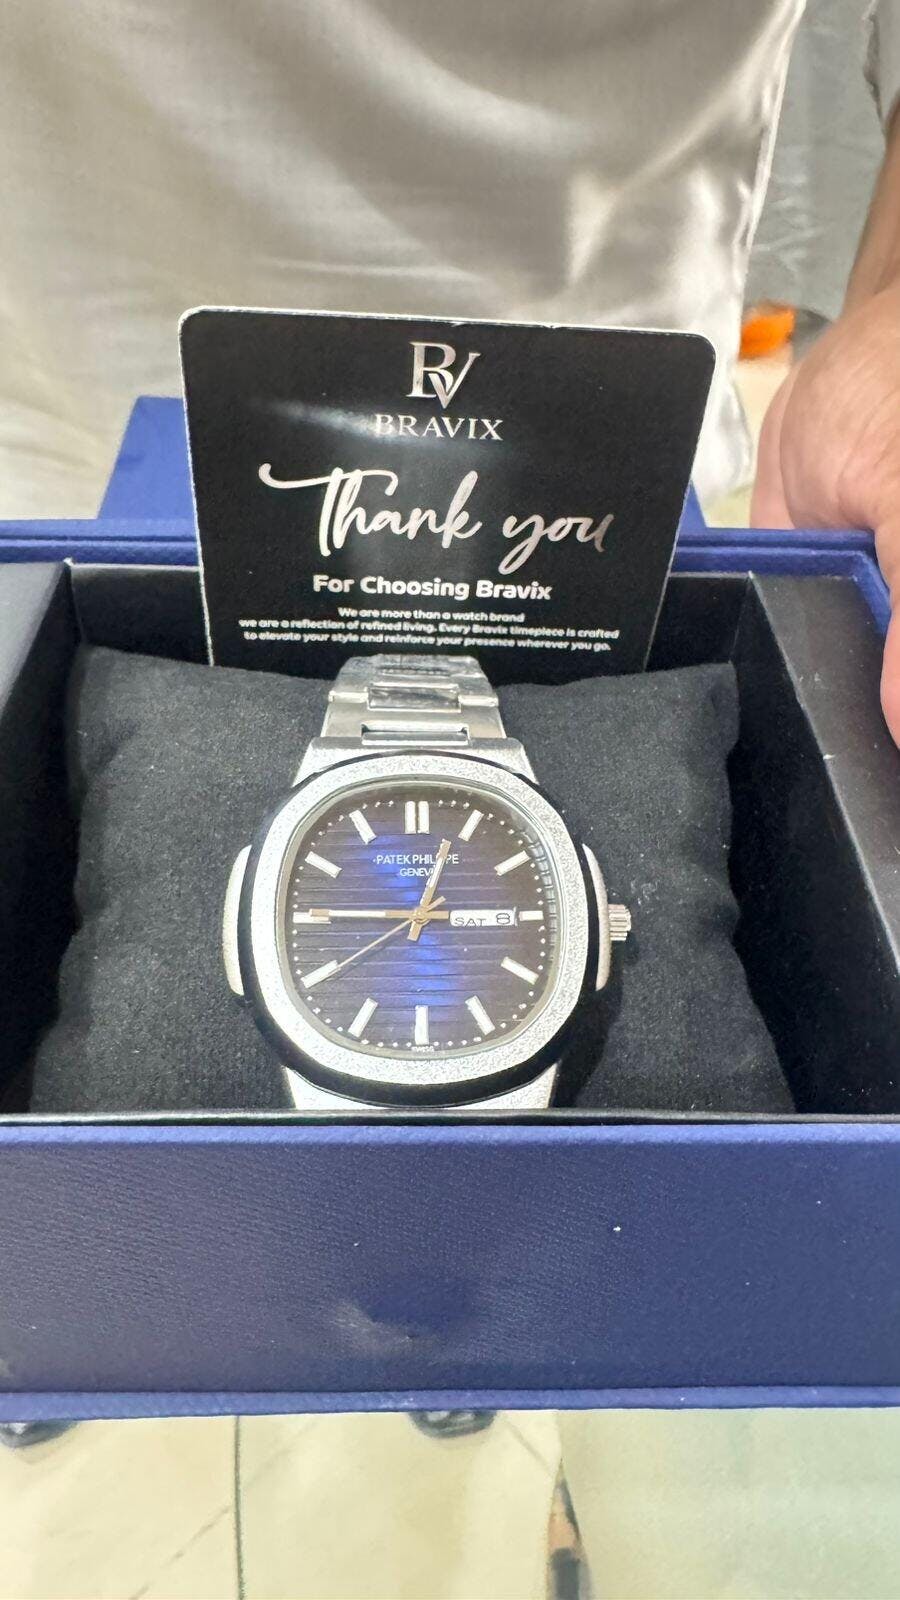 BV
BRAVIX
Thank you
For Choosing Bravix
We are more than a watch brand
we are a reflection of refined living. Every Bravix timepiece is crafted
to elevate your style and reinforce your presence wherever you go.
PATEK PHILIPPE
GENEVE
SAT 8
SWISS